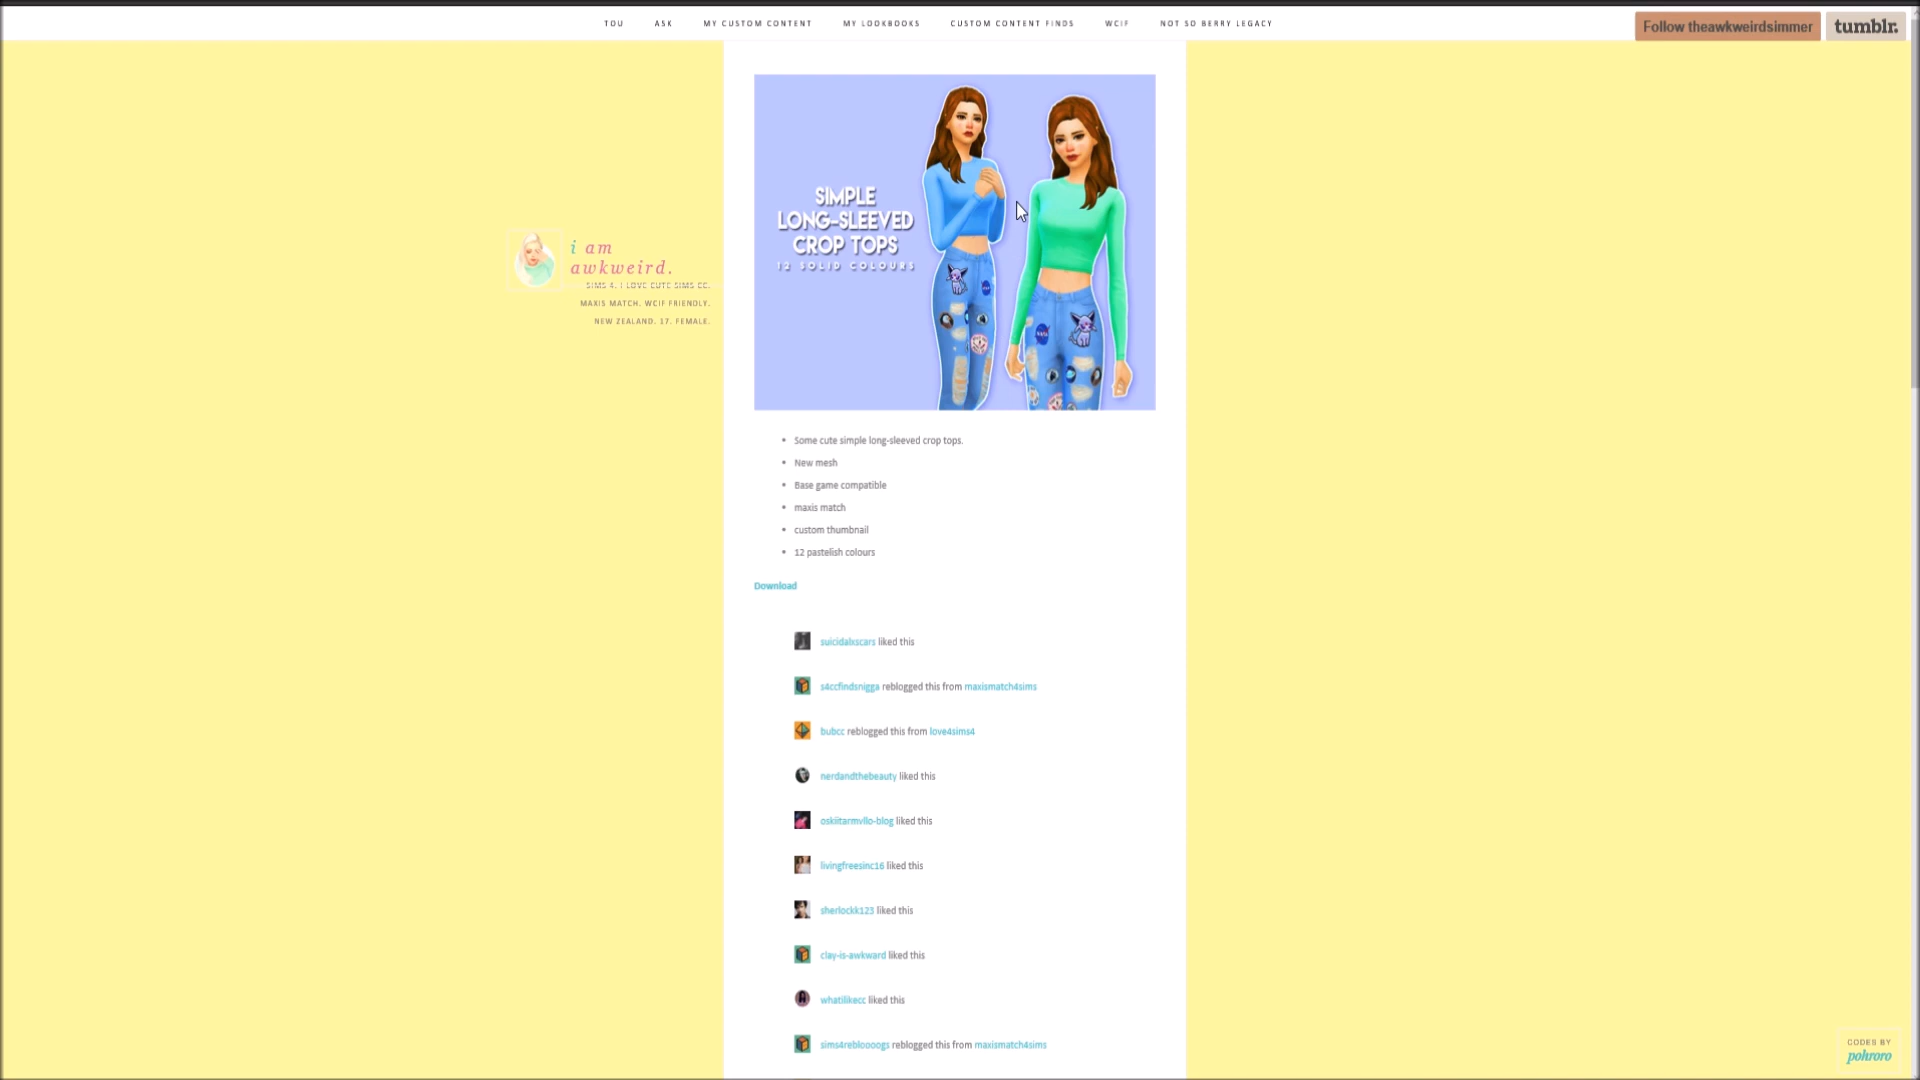 TOU ASK MY CUSTOM CONTENT MY LOOKBOOKS CUSTOM CONTENT FINDS WCIF NOT SO BERRY LEGACY
Follow theawkweirdsimmer tumblr.
i am
awkweird.
SIMS 4. I LOVE CUTE SIMS CC.
MAXIS MATCH. WCIF FRIENDLY.
NEW ZEALAND. 17. FEMALE.
SIMPLE
LONG-SLEEVED
CROP TOPS
12 SOLID COLOURS
Some cute simple long-sleeved crop tops.
New mesh
Base game compatible
maxis match
custom thumbnail
12 pastelish colours
Download
suicidalxscars liked this
s4ccfindsnigga reblogged this from maxismatch4sims
bubcc reblogged this from love4sims4
nerdandthebeauty liked this
oskiitarmvllo-blog liked this
livingfreesinc16 liked this
sherlockk123 liked this
clay-is-awkward liked this
whatilikecc liked this
sims4rebloooogs reblogged this from maxismatch4sims
CODES BY
pohroro